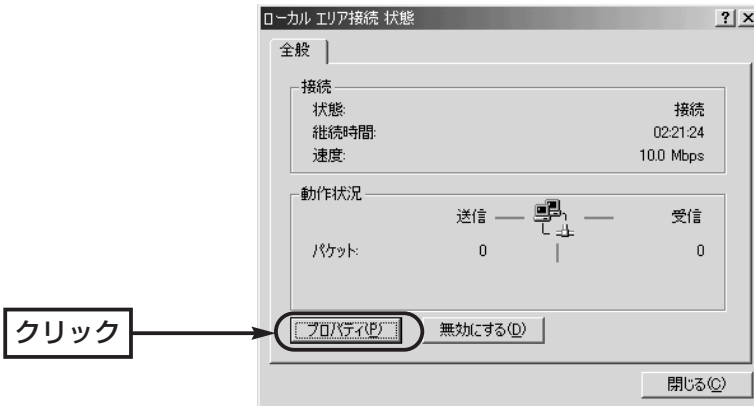 ローカル エリア接続 状態
全般
接続
状態: 接続
継続時間: 02:21:24
速度: 10.0 Mbps
動作状況
送信 受信
パケット: 0 0
クリック
プロパティ(P) 無効にする(D)
閉じる(C)